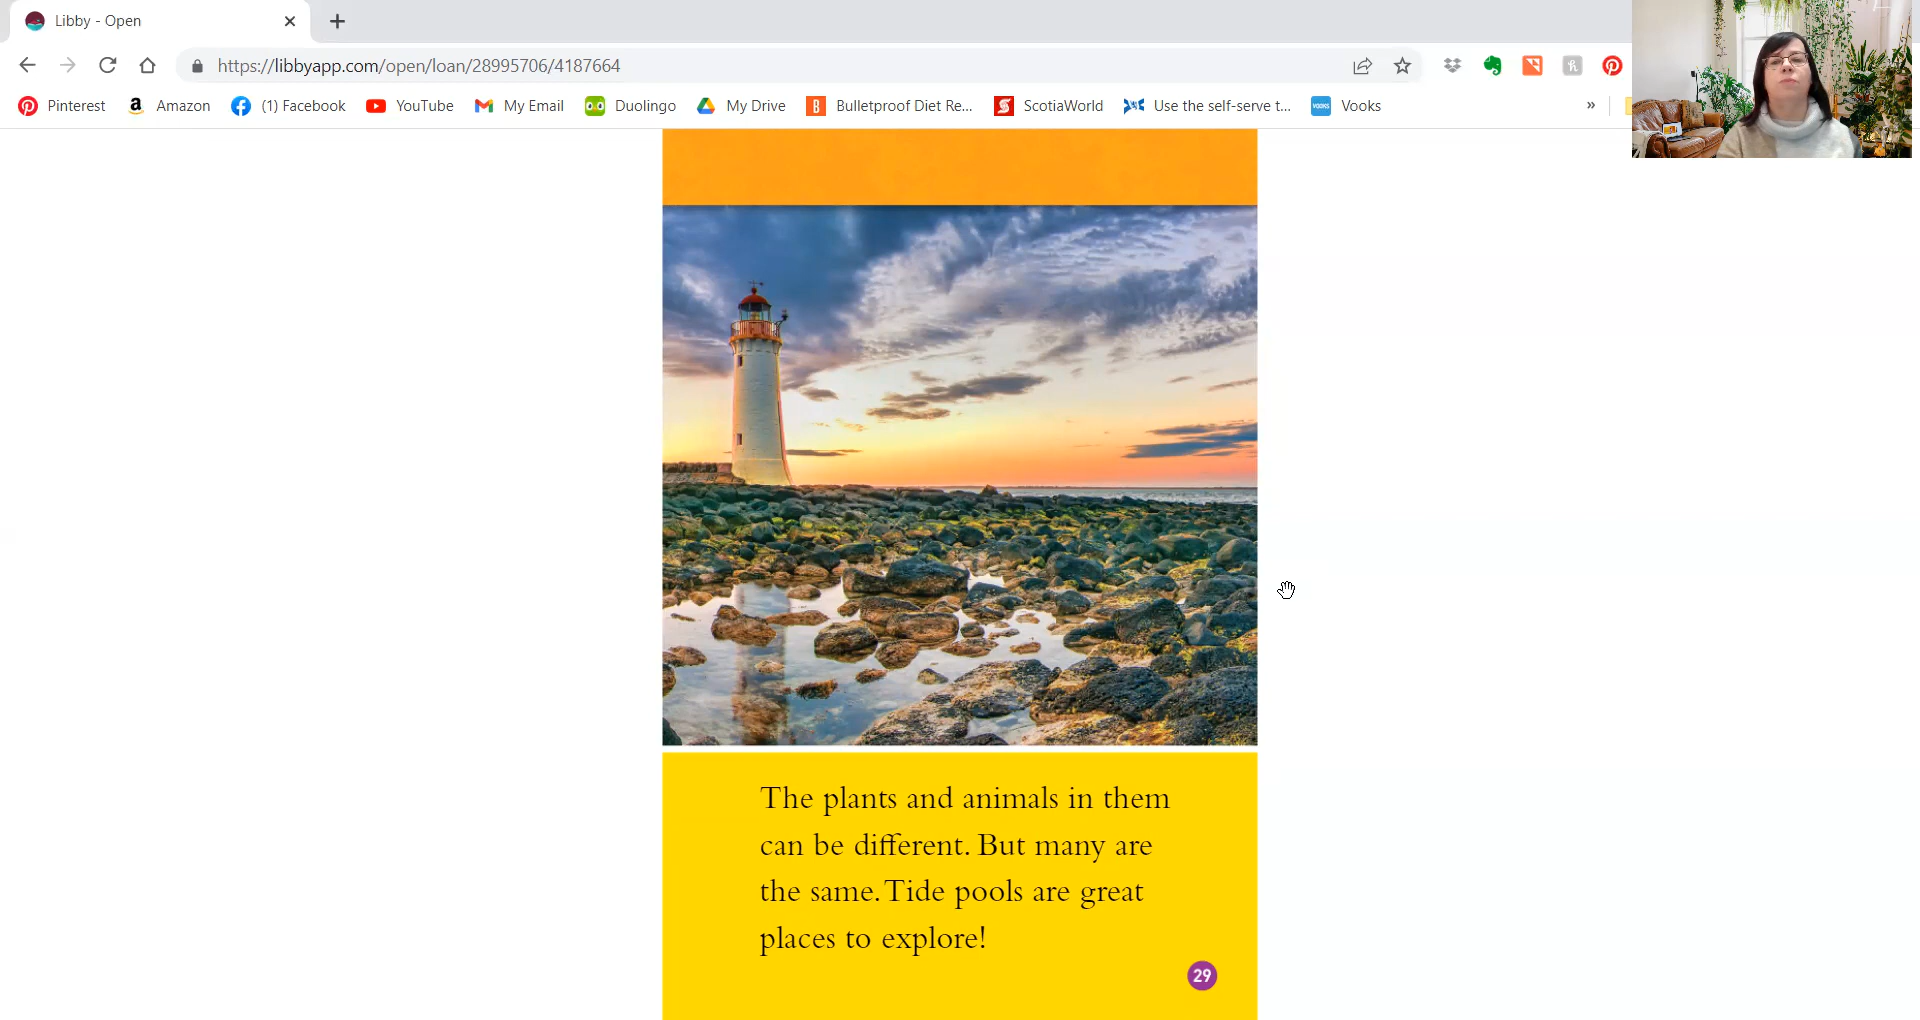 Libby - Open
https://libbyapp.com/open/loan/28995706/4187664
Pinterest Amazon (1) Facebook YouTube My Email Duolingo My Drive Bulletproof Diet Re... ScotiaWorld Use the self-serve t... Vooks »
The plants and animals in them
can be different. But many are
the same. Tide pools are great
places to explore!
29